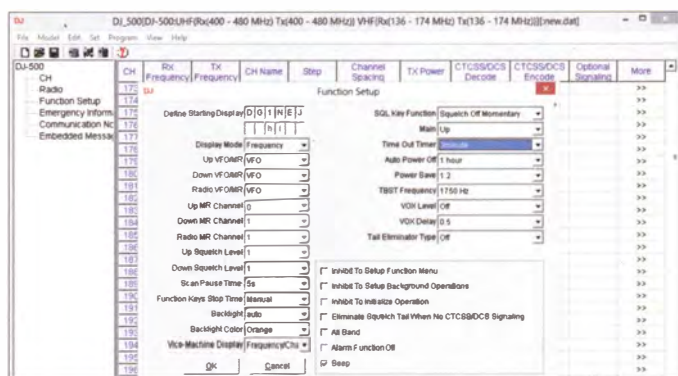 DJ_500[DJ-500:UHF(Rx(400 - 480 MHz) Tx(400 - 480 MHz)) VHF(Rx(136 - 174 MHz) Tx(136 - 174 MHz))][:new.dat]
File Model Edit Set Program View Help
DJ-500
CH
Radio
Function Setup
Emergency Inform
Communication No
Embedded Messag
CH
Rx Frequency
TX Frequency
CH Name
Step
Channel Spacing
TX Power
CTCSS/DCS Decode
CTCSS/DCS Encode
Optional Signaling
More
Function Setup
Define Starting Display D G 1 N E J
h i
Display Mode Frequency
Up VFO/MR VFO
Down VFO/MR VFO
Radio VFO/MR VFO
Up MR Channel 0
Down MR Channel 1
Radio MR Channel 1
Up Squelch Level 1
Down Squelch Level 1
Scan Pause Time 5s
Function Keys Stop Time Manual
Backlight auto
Backlight Color Orange
Vice-Machine Display Frequency/Cha
OK Cancel
SQL Key Function Squelch Off Momentary
Main Up
Time Out Timer
Auto Power Off 1 hour
Power Save 1:2
TBST Frequency 1750 Hz
VOX Level Off
VOX Delay 0.5
Tail Eliminator Type Off
Inhibit To Setup Function Menu
Inhibit To Setup Background Operations
Inhibit To Initialize Operation
Eliminate Squelch Tail When No CTCSS/DCS Signaling
All Band
Alarm Function Off
Beep